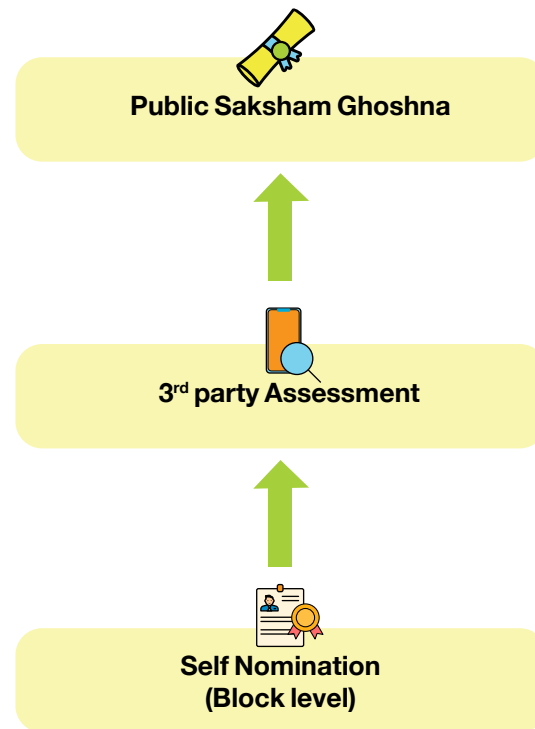 Public Saksham Ghoshna
3rd party Assessment
Self Nomination
(Block level)